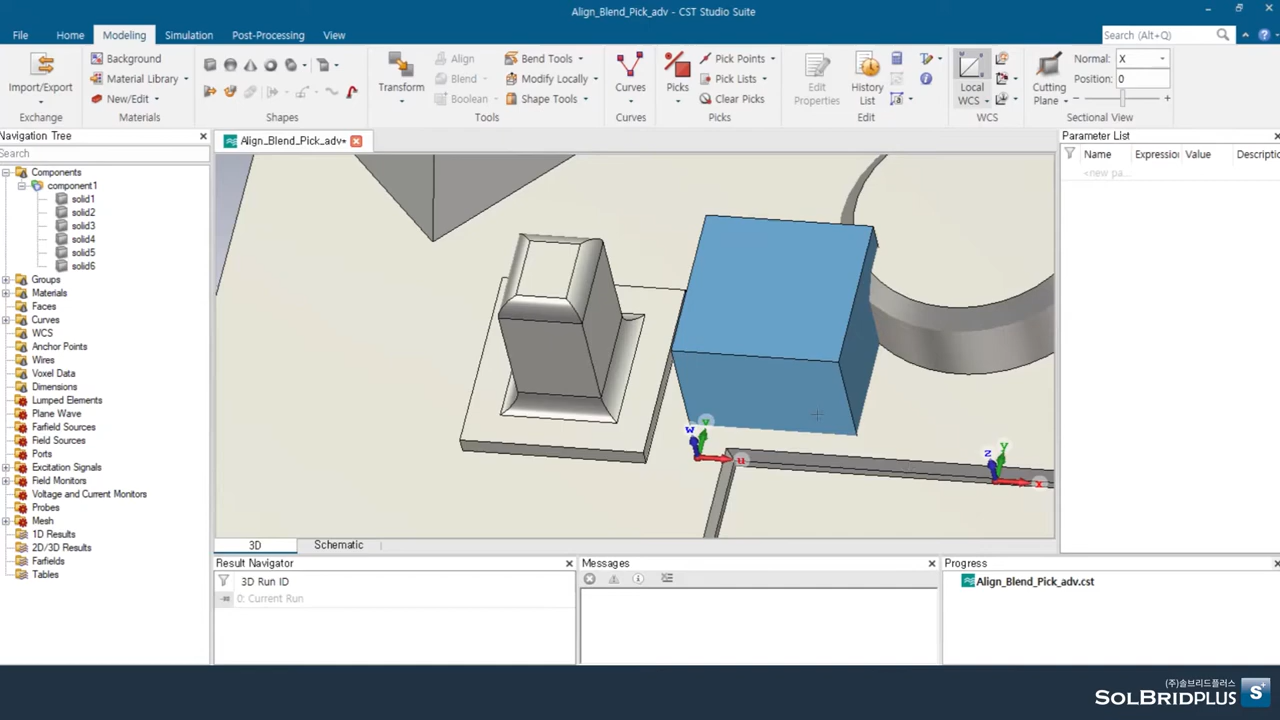 Align_Blend_Pick_adv - CST Studio Suite
File Home Modeling Simulation Post-Processing View Search (Alt+Q)
Import/Export
Exchange
Background
Material Library
New/Edit
Materials
Shapes
Transform
Align
Blend
Boolean
Bend Tools
Modify Locally
Shape Tools
Tools
Curves
Curves
Picks
Pick Points
Pick Lists
Clear Picks
Picks
Edit Properties
History List
Edit
Local WCS
WCS
Cutting Plane
Normal: X
Position: 0
Sectional View
Navigation Tree
Search
Components
component1
solid1
solid2
solid3
solid4
solid5
solid6
Groups
Materials
Faces
Curves
WCS
Anchor Points
Wires
Voxel Data
Dimensions
Lumped Elements
Plane Wave
Farfield Sources
Field Sources
Ports
Excitation Signals
Field Monitors
Voltage and Current Monitors
Probes
Mesh
1D Results
2D/3D Results
Farfields
Tables
Align_Blend_Pick_adv*
w v u
z y x
3D Schematic
Parameter List
Name Expressio Value Descriptio
<new pa...
Result Navigator
3D Run ID
0: Current Run
Messages
Progress
Align_Blend_Pick_adv.cst
(주)솔브리드플러스
SOLBRIDPLUS S+